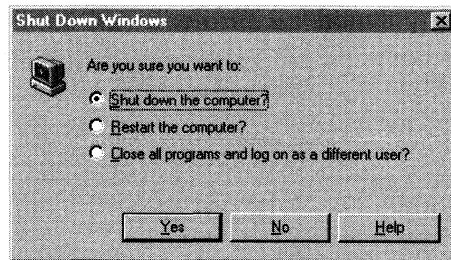 Shut Down Windows
Are you sure you want to:
Shut down the computer?
Restart the computer?
Close all programs and log on as a different user?
Yes
No
Help